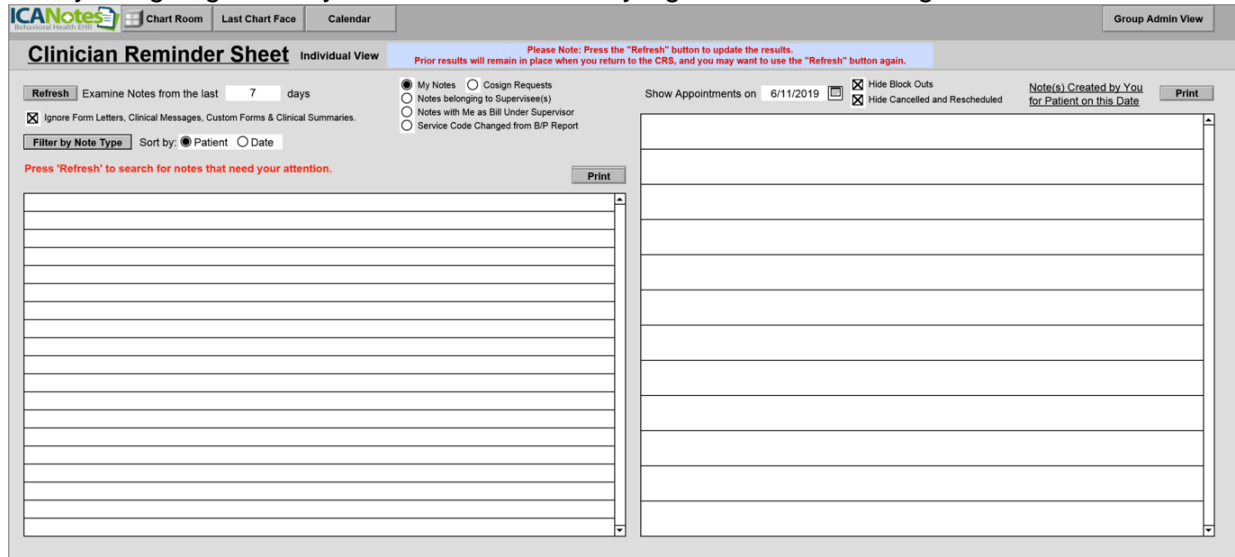 ICANotes
Behavioral Health EHR
Chart Room
Last Chart Face
Calendar
Group Admin View
Clinician Reminder Sheet Individual View
Please Note: Press the "Refresh" button to update the results.
Prior results will remain in place when you return to the CRS, and you may want to use the "Refresh" button again.
Refresh Examine Notes from the last 7 days
Ignore Form Letters, Clinical Messages, Custom Forms & Clinical Summaries.
Filter by Note Type Sort by: Patient Date
Press 'Refresh' to search for notes that need your attention.
My Notes Cosign Requests
Notes belonging to Supervisee(s)
Notes with Me as Bill Under Supervisor
Service Code Changed from B/P Report
Print
Show Appointments on 6/11/2019
Hide Block Outs
Hide Cancelled and Rescheduled
Note(s) Created by You
for Patient on this Date
Print